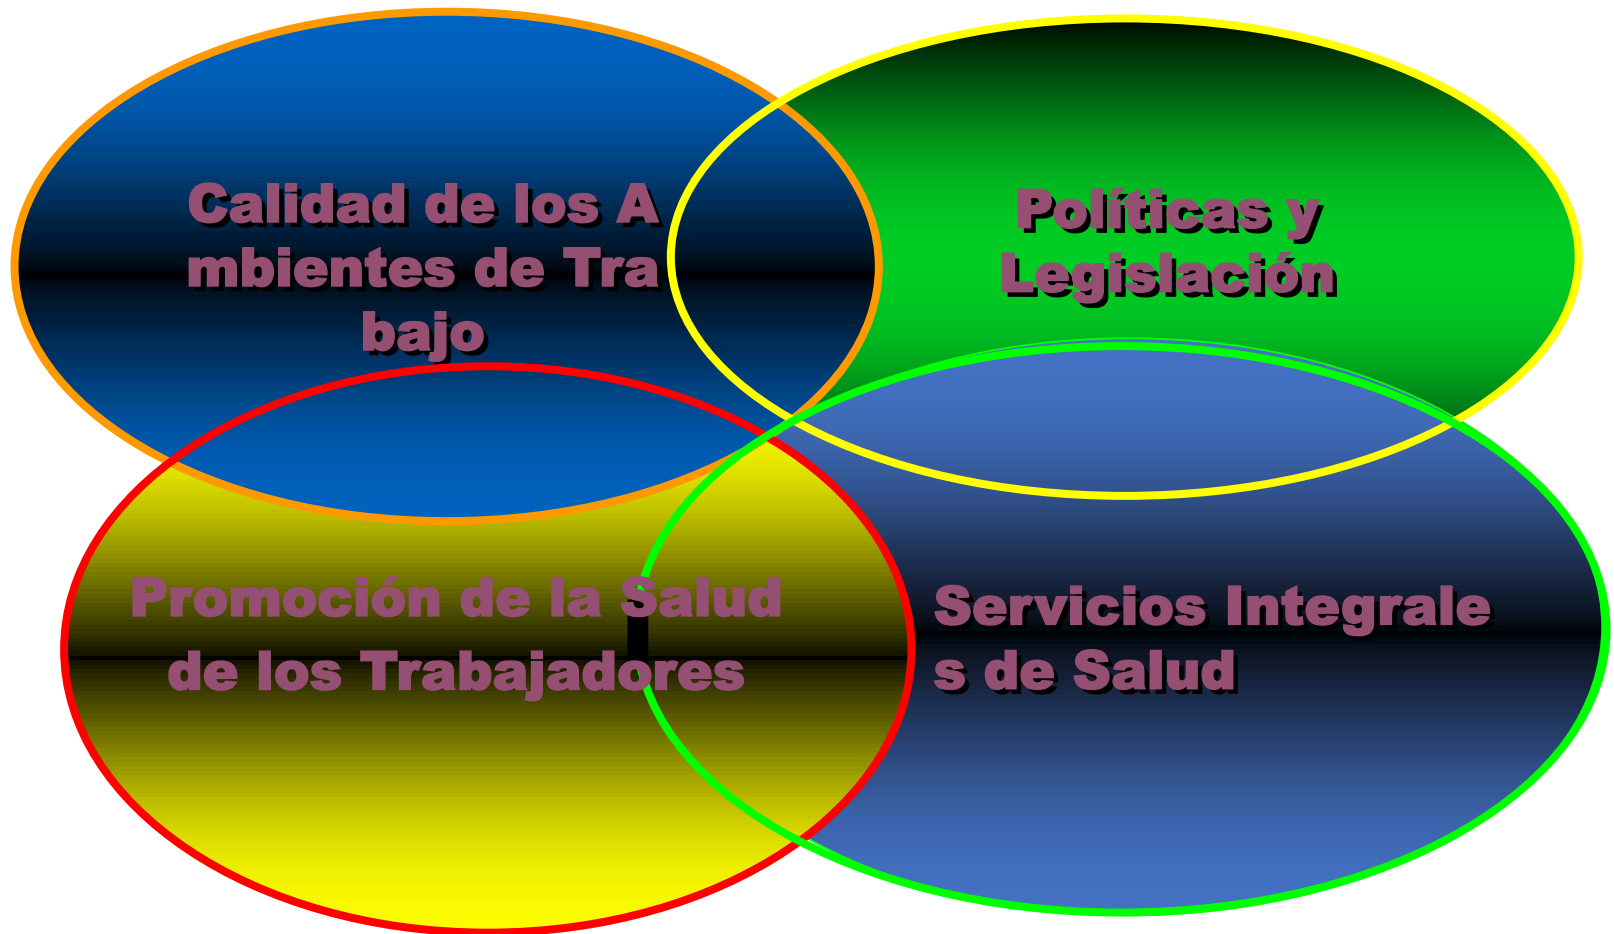 Calidad de los A
mbientes de Tra
bajo
Políticas y
Legislación
Promoción de la Salud
de los Trabajadores
Servicios Integrale
s de Salud